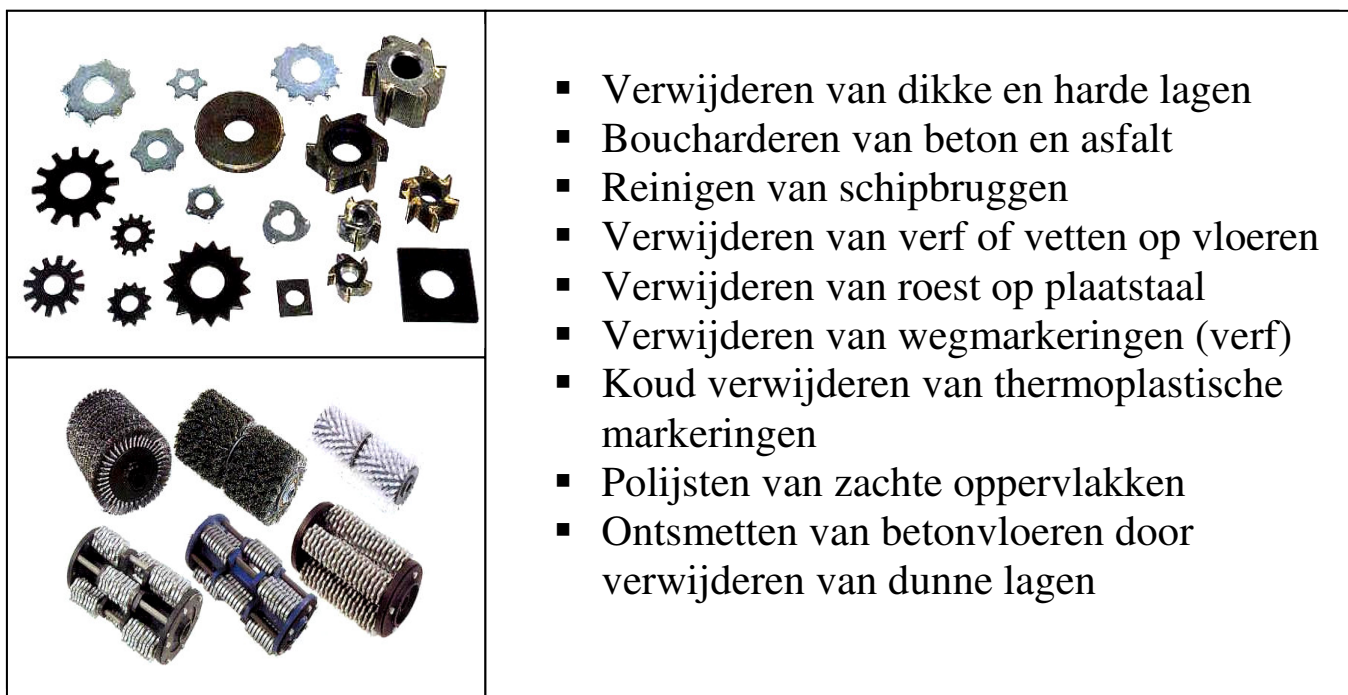 ▪ Verwijderen van dikke en harde lagen
▪ Boucharderen van beton en asfalt
▪ Reinigen van schipbruggen
▪ Verwijderen van verf of vetten op vloeren
▪ Verwijderen van roest op plaatstaal
▪ Verwijderen van wegmarkeringen (verf)
▪ Koud verwijderen van thermoplastische
markeringen
▪ Polijsten van zachte oppervlakken
▪ Ontsmetten van betonvloeren door
verwijderen van dunne lagen